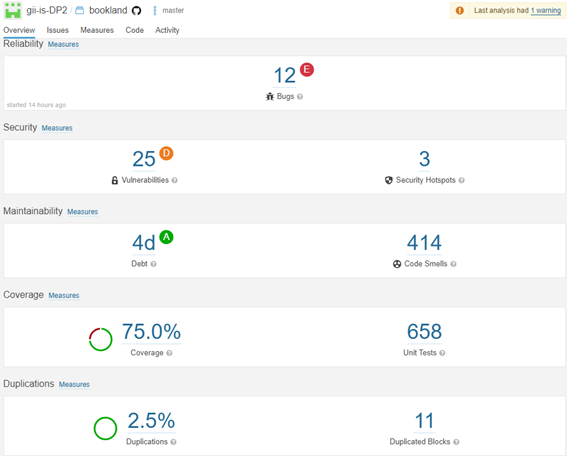 gii-is-DP2 / bookland master
Last analysis had 1 warning
Overview Issues Measures Code Activity
Reliability Measures
12 E
Bugs
started 14 hours ago
Security Measures
25 D 3
Vulnerabilities Security Hotspots
Maintainability Measures
4d A 414
Debt Code Smells
Coverage Measures
75.0% 658
Coverage Unit Tests
Duplications Measures
2.5% 11
Duplications Duplicated Blocks